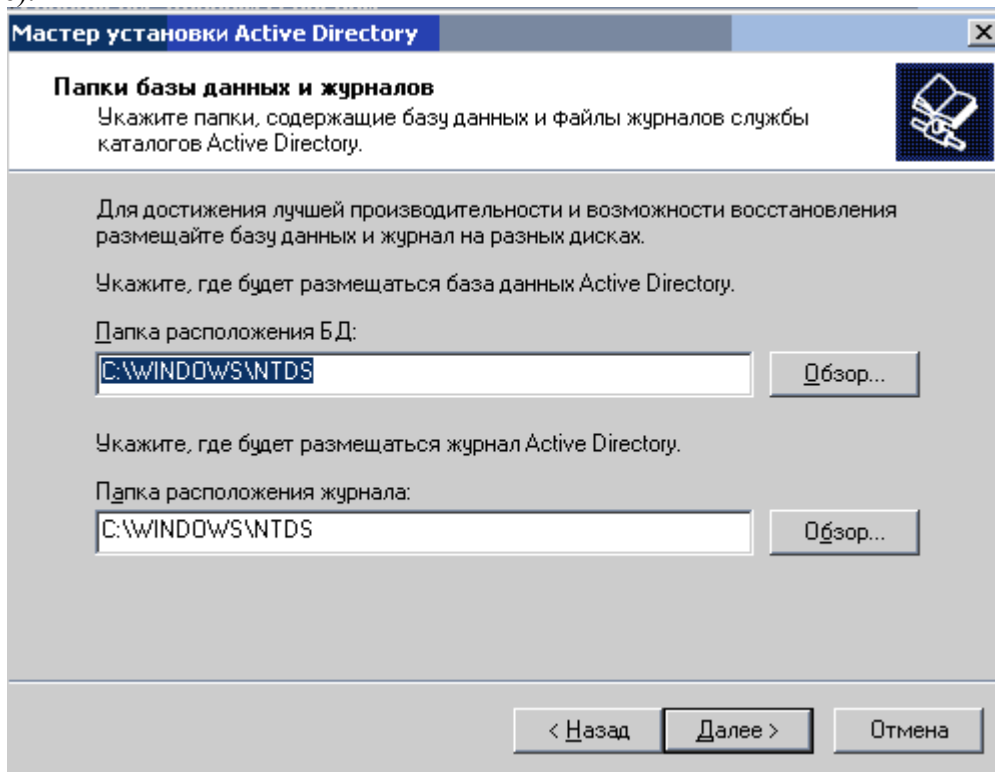 Мастер установки Active Directory
Папки базы данных и журналов
Укажите папки, содержащие базу данных и файлы журналов службы
каталогов Active Directory.
Для достижения лучшей производительности и возможности восстановления
размещайте базу данных и журнал на разных дисках.
Укажите, где будет размещаться база данных Active Directory.
Папка расположения БД:
C:\WINDOWS\NTDS
Обзор...
Укажите, где будет размещаться журнал Active Directory.
Папка расположения журнала:
C:\WINDOWS\NTDS
Обзор...
< Назад Далее > Отмена